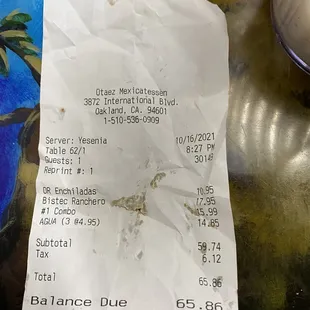 Otaez Mexicatessen
3872 International Blvd.
Oakland, CA. 94601
1-510-536-0909
Server: Yesenia 10/16/2021
Table 62/1 8:27 PM
Guests: 1 30149
Reprint #: 1
OR Enchiladas 10.95
Bistec Ranchero 17.95
#1 Combo 15.99
AGUA (3 @4.95) 14.85
Subtotal 59.74
Tax 6.12
Total 65.86
Balance Due 65.86